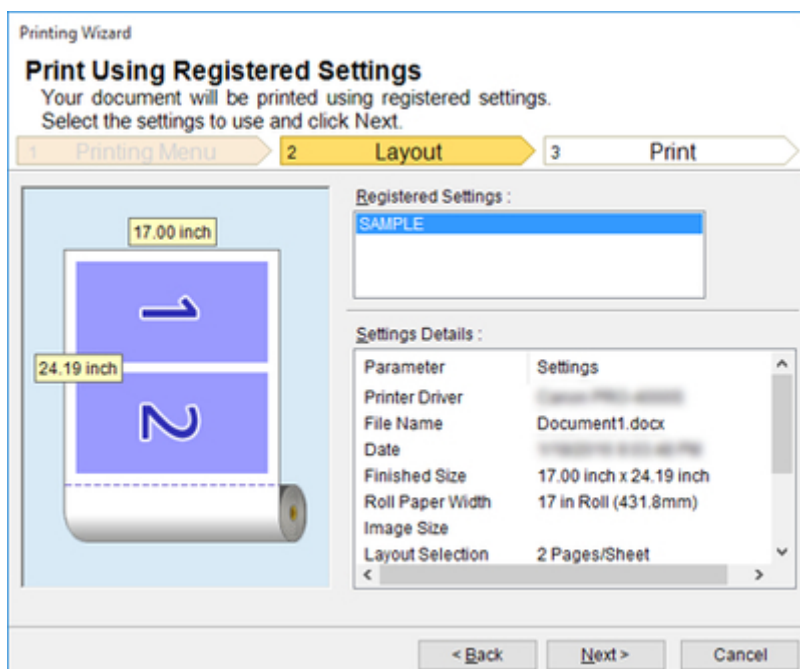 Printing Wizard
Print Using Registered Settings
Your document will be printed using registered settings.
Select the settings to use and click Next.
1 Printing Menu 2 Layout 3 Print
17.00 inch
24.19 inch
1
2
Registered Settings :
SAMPLE
Settings Details :
Parameter Settings
Printer Driver
File Name Document1.docx
Date
Finished Size 17.00 inch x 24.19 inch
Roll Paper Width 17 in Roll (431.8mm)
Image Size
Layout Selection 2 Pages/Sheet
< Back Next > Cancel